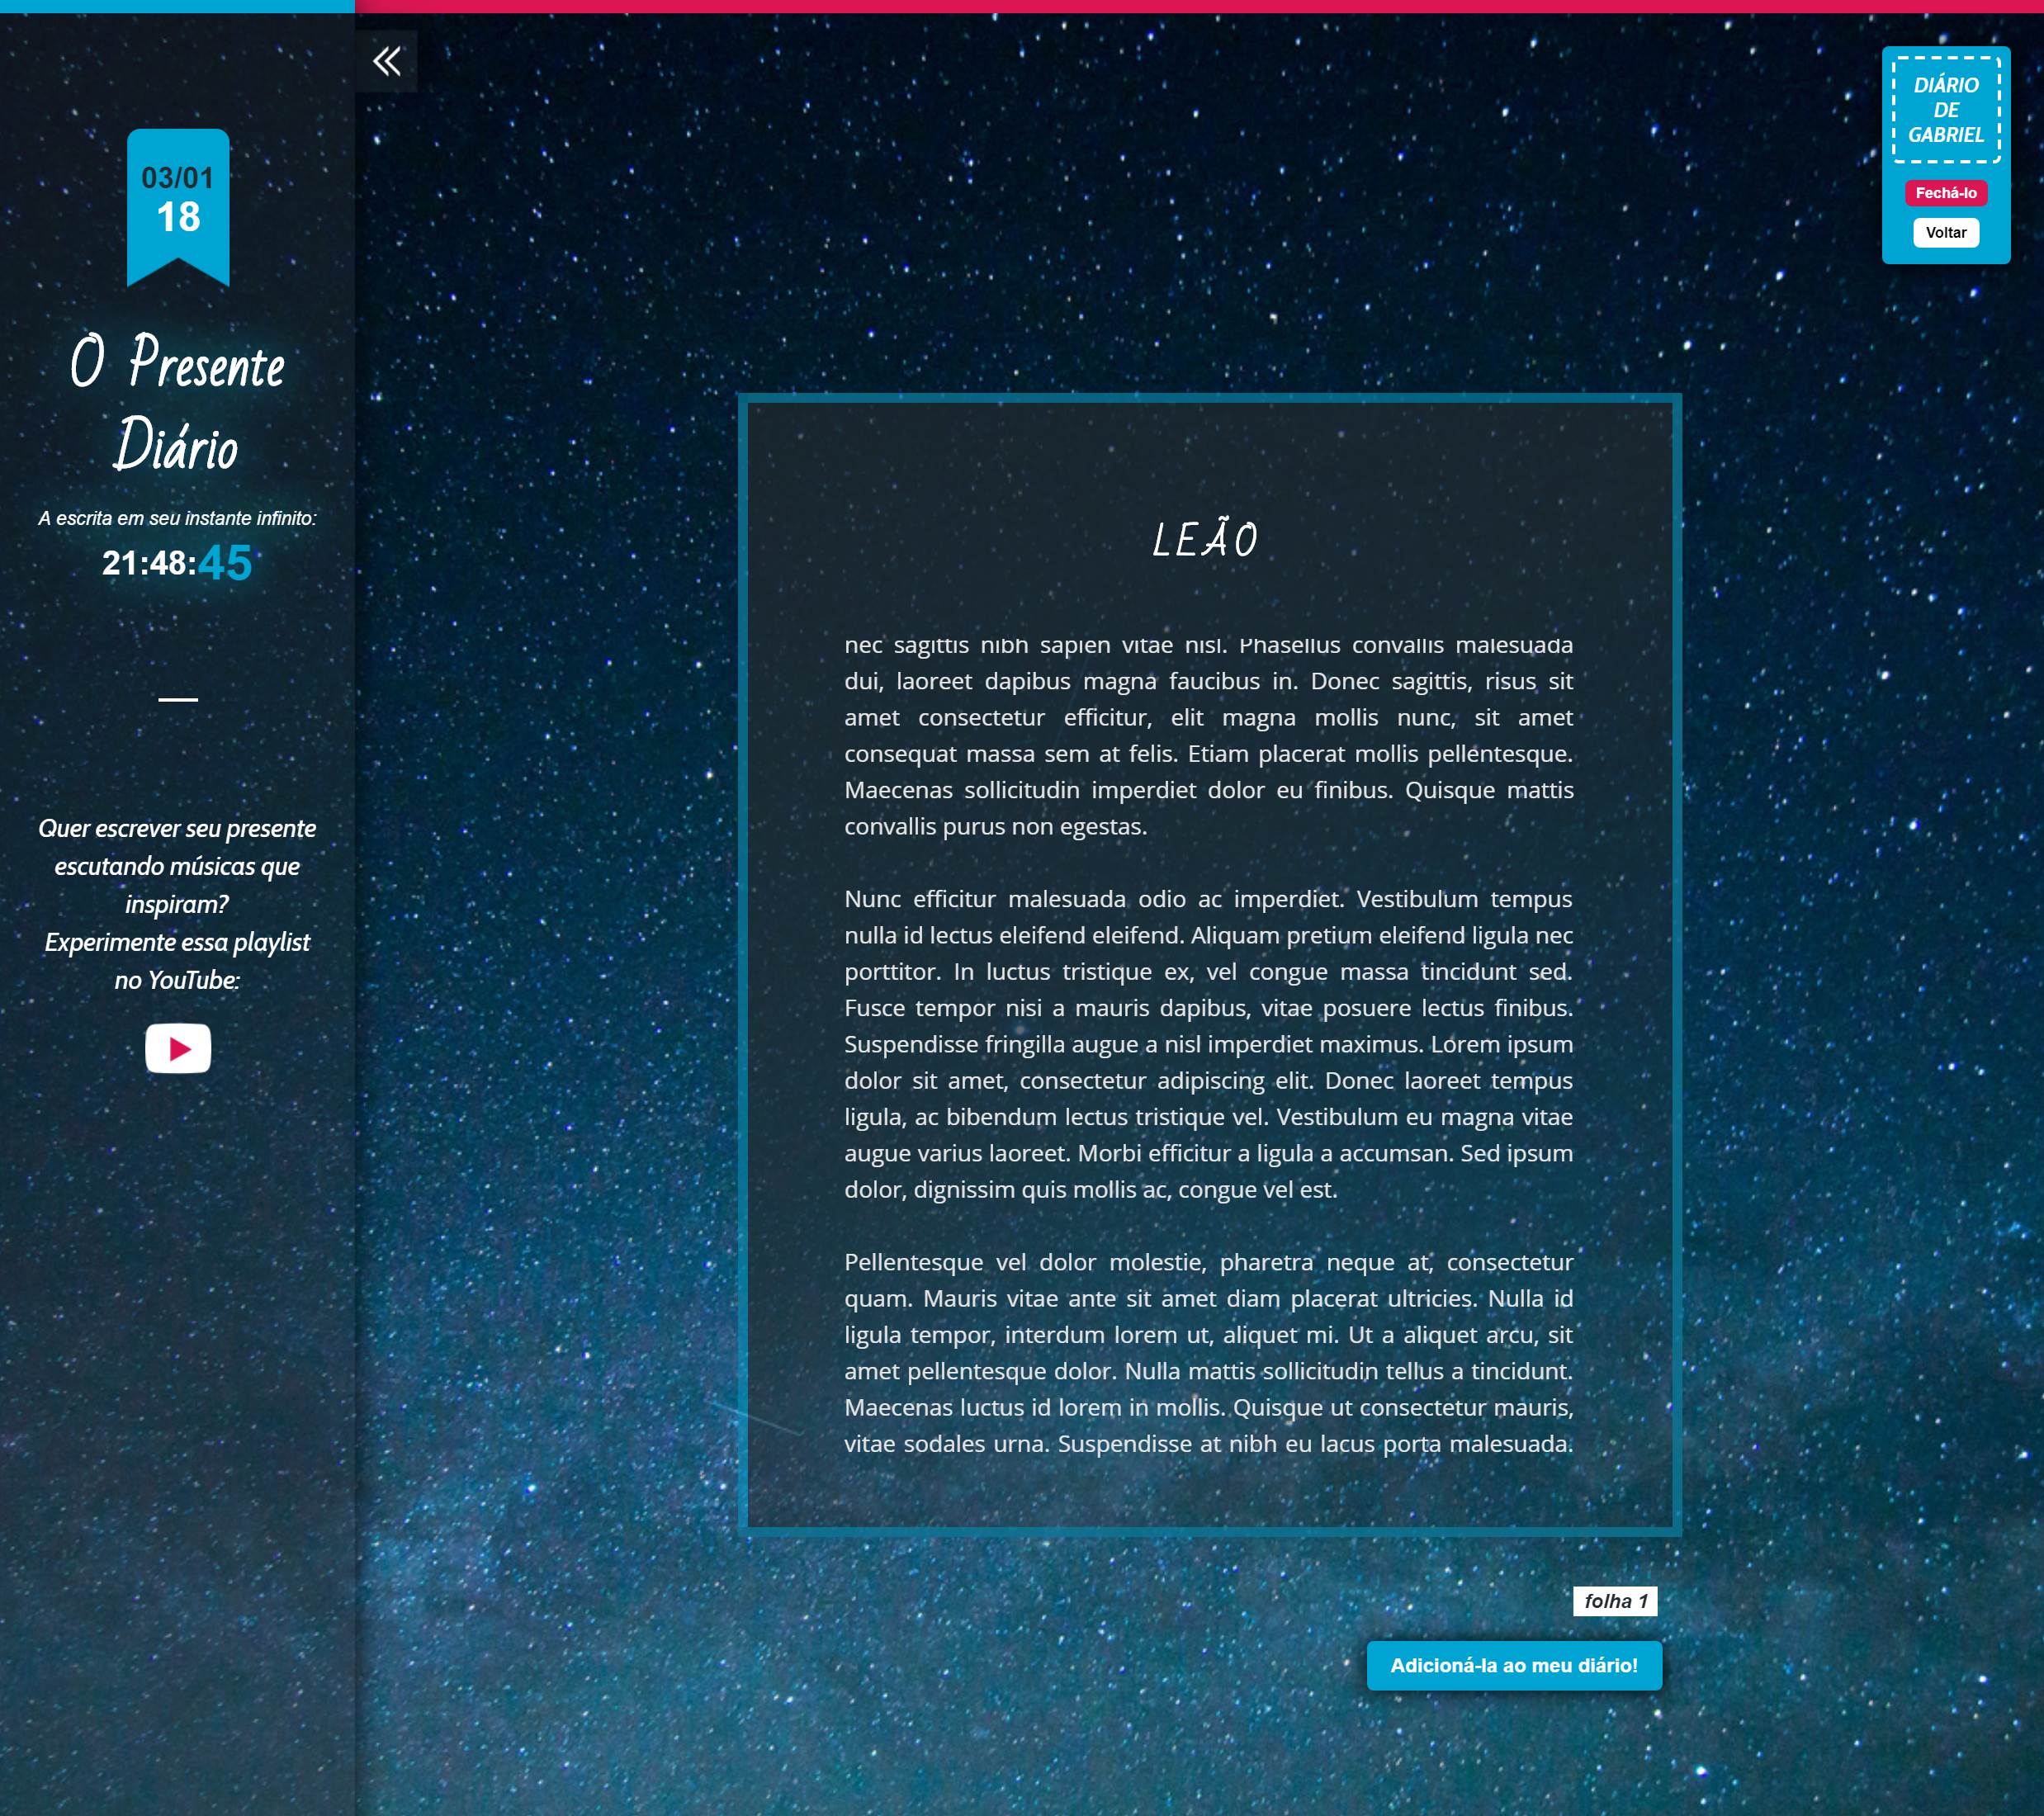 03/01
18
O Presente
Diário
A escrita em seu instante infinito:
21:48:45
Quer escrever seu presente
escutando músicas que
inspiram?
Experimente essa playlist
no YouTube:
DIÁRIO
DE
GABRIEL
Fechá-lo
Voltar
LEÃO
nec sagittis nibh sapien vitae nisl. Phasellus convallis malesuada
dui, laoreet dapibus magna faucibus in. Donec sagittis, risus sit
amet consectetur efficitur, elit magna mollis nunc, sit amet
consequat massa sem at felis. Etiam placerat mollis pellentesque.
Maecenas sollicitudin imperdiet dolor eu finibus. Quisque mattis
convallis purus non egestas.
Nunc efficitur malesuada odio ac imperdiet. Vestibulum tempus
nulla id lectus eleifend eleifend. Aliquam pretium eleifend ligula nec
porttitor. In luctus tristique ex, vel congue massa tincidunt sed.
Fusce tempor nisi a mauris dapibus, vitae posuere lectus finibus.
Suspendisse fringilla augue a nisl imperdiet maximus. Lorem ipsum
dolor sit amet, consectetur adipiscing elit. Donec laoreet tempus
ligula, ac bibendum lectus tristique vel. Vestibulum eu magna vitae
augue varius laoreet. Morbi efficitur a ligula a accumsan. Sed ipsum
dolor, dignissim quis mollis ac, congue vel est.
Pellentesque vel dolor molestie, pharetra neque at, consectetur
quam. Mauris vitae ante sit amet diam placerat ultricies. Nulla id
ligula tempor, interdum lorem ut, aliquet mi. Ut a aliquet arcu, sit
amet pellentesque dolor. Nulla mattis sollicitudin tellus a tincidunt.
Maecenas luctus id lorem in mollis. Quisque ut consectetur mauris,
vitae sodales urna. Suspendisse at nibh eu lacus porta malesuada.
folha 1
Adicioná-la ao meu diário!